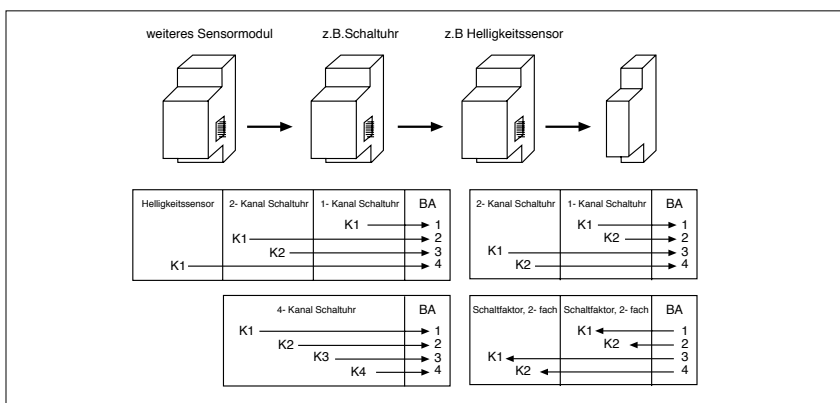 weiteres Sensormodul z.B.Schaltuhr z.B Helligkeitssensor
Helligkeitssensor 2- Kanal Schaltuhr 1- Kanal Schaltuhr BA
K1 1
K1 2
K2 3
K1 4
2- Kanal Schaltuhr 1- Kanal Schaltuhr BA
K1 1
K2 2
K1 3
K2 4
4- Kanal Schaltuhr BA
K1 1
K2 2
K3 3
K4 4
Schaltfaktor, 2- fach Schaltfaktor, 2- fach BA
K1 1
K2 2
K1 3
K2 4